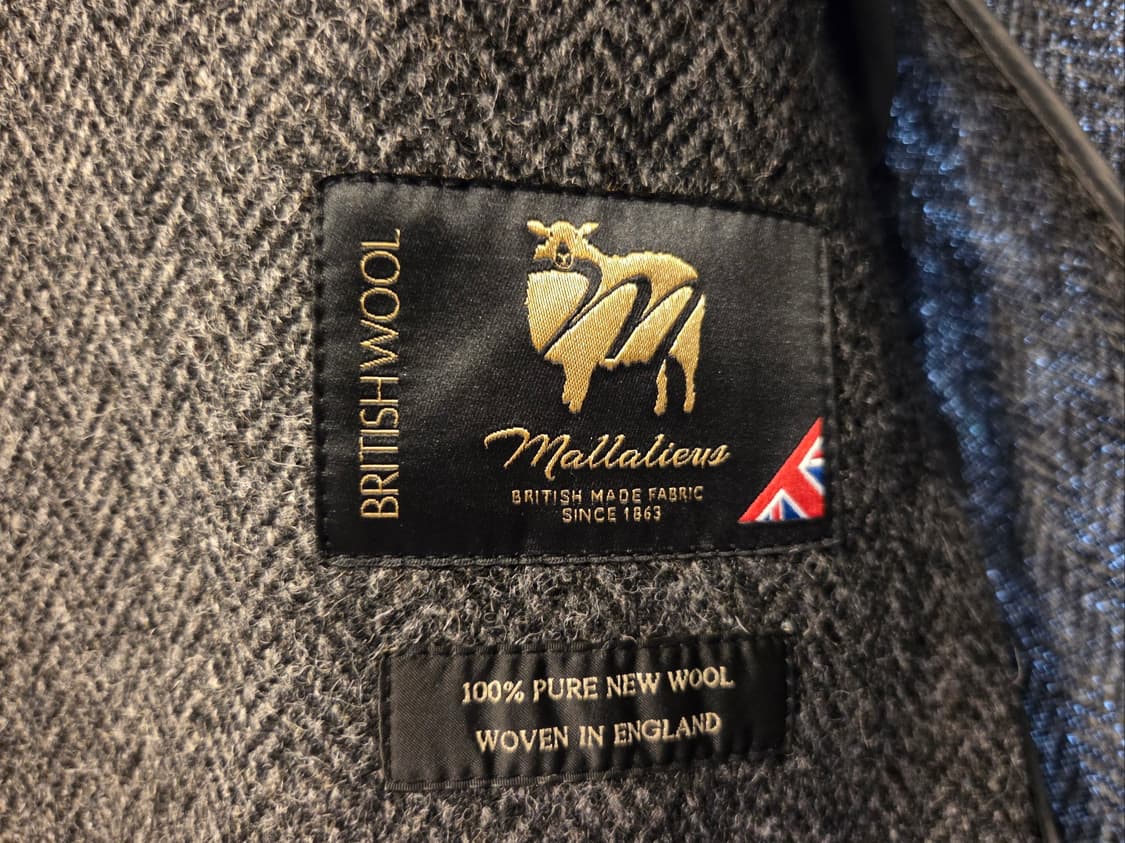 BRITISH WOOL
Mallalieus
BRITISH MADE FABRIC
SINCE 1863
100% PURE NEW WOOL
WOVEN IN ENGLAND